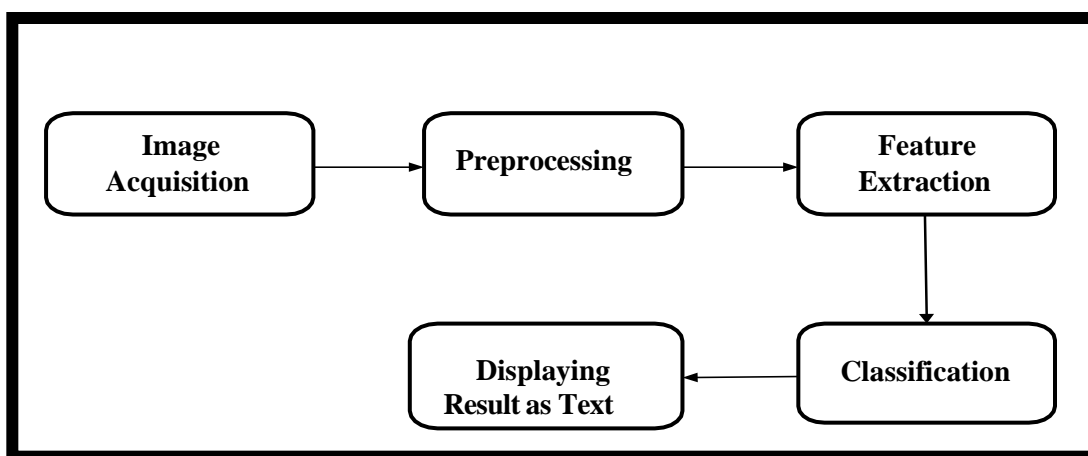 Image
Acquisition
Preprocessing
Feature
Extraction
Classification
Displaying
Result as Text